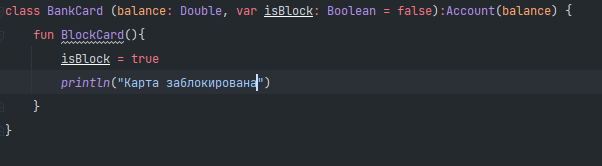 class BankCard (balance: Double, var isBlock: Boolean = false):Account(balance) {
fun BlockCard(){
isBlock = true
println("Карта заблокирована")
}
}